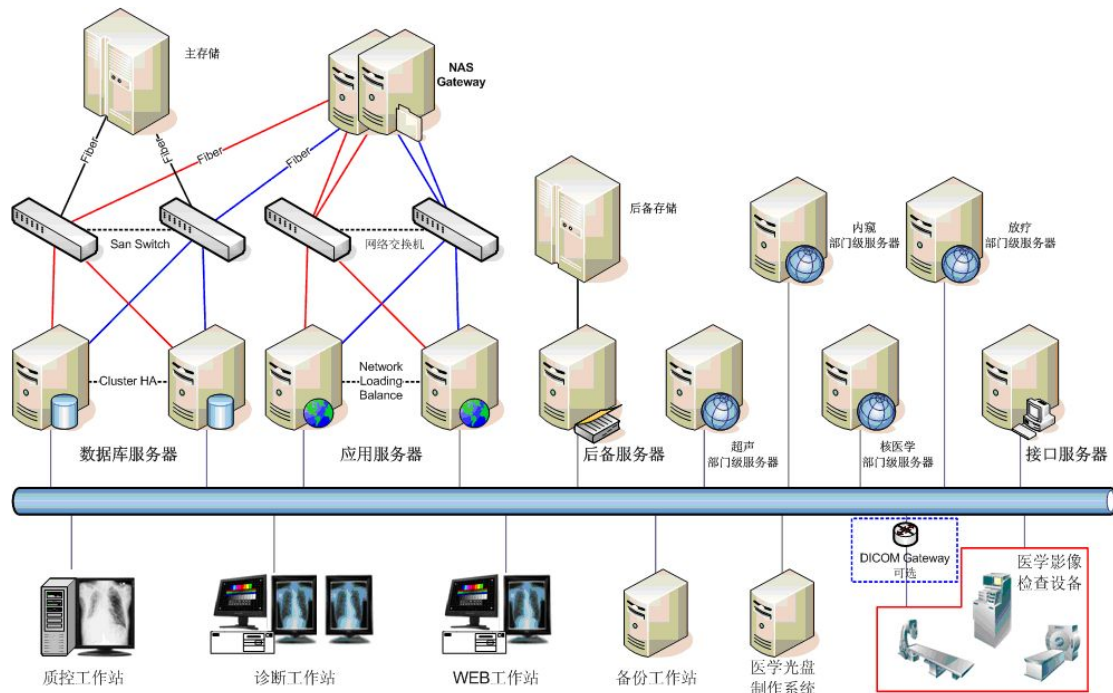 主存储
NAS
Gateway
Fiber
Fiber
Fiber
Fiber
San Switch
网络交换机
后备存储
内窥
部门级服务器
放疗
部门级服务器
Cluster HA
Network
Loading
Balance
数据库服务器
应用服务器
后备服务器
超声
部门级服务器
核医学
部门级服务器
接口服务器
DICOM Gateway
可选
医学影像
检查设备
质控工作站
诊断工作站
WEB工作站
备份工作站
医学光盘
制作系统